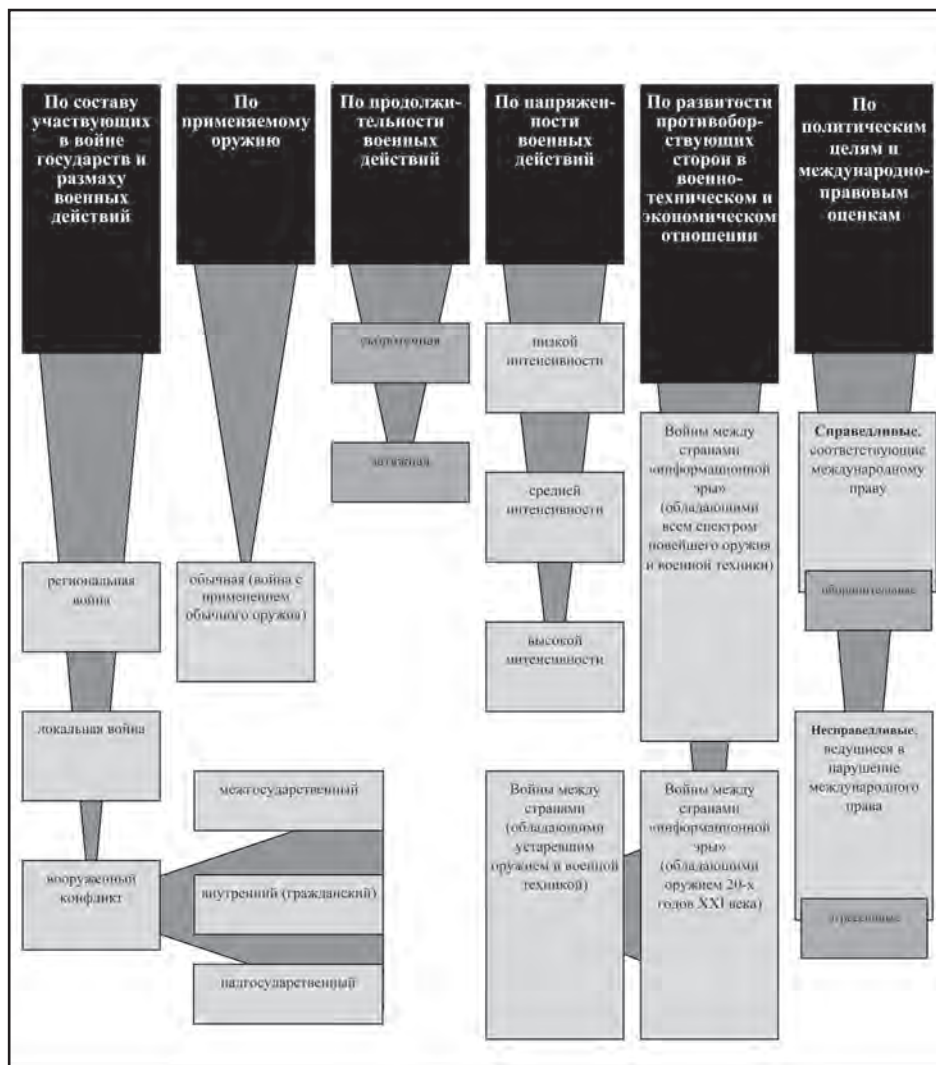 По составу
участвующих
в войне
государств и
размаху
военных
действий
региональная
война
локальная война
вооруженный
конфликт
межгосударственный
внутренний (гражданский)
надгосударственный
По
применяемому
оружию
обычная (война с
применением
обычного оружия)
По продолжи-
тельности
военных
действий
скоротечная
затяжная
По напряжен-
ности
военных
действий
низкой
интенсивности
средней
интенсивности
высокой
интенсивности
По развитости
противобор-
ствующих
сторон в
военно-
техническом и
экономическом
отношении
Войны между
странами
«информационной
эры»
(обладающими
всем спектром
новейшего оружия
и военной техники)
Войны между
странами
«информационной
эры»
(обладающими
оружием 20-х
годов XXI века)
Войны между
странами
(обладающими
устаревшим
оружием и военной
техникой)
По
политическим
целям и
международно-
правовым
оценкам
Справедливые,
соответствующие
международному
праву
оборонительные
Несправедливые,
ведущиеся в
нарушение
международного
права
агрессивные